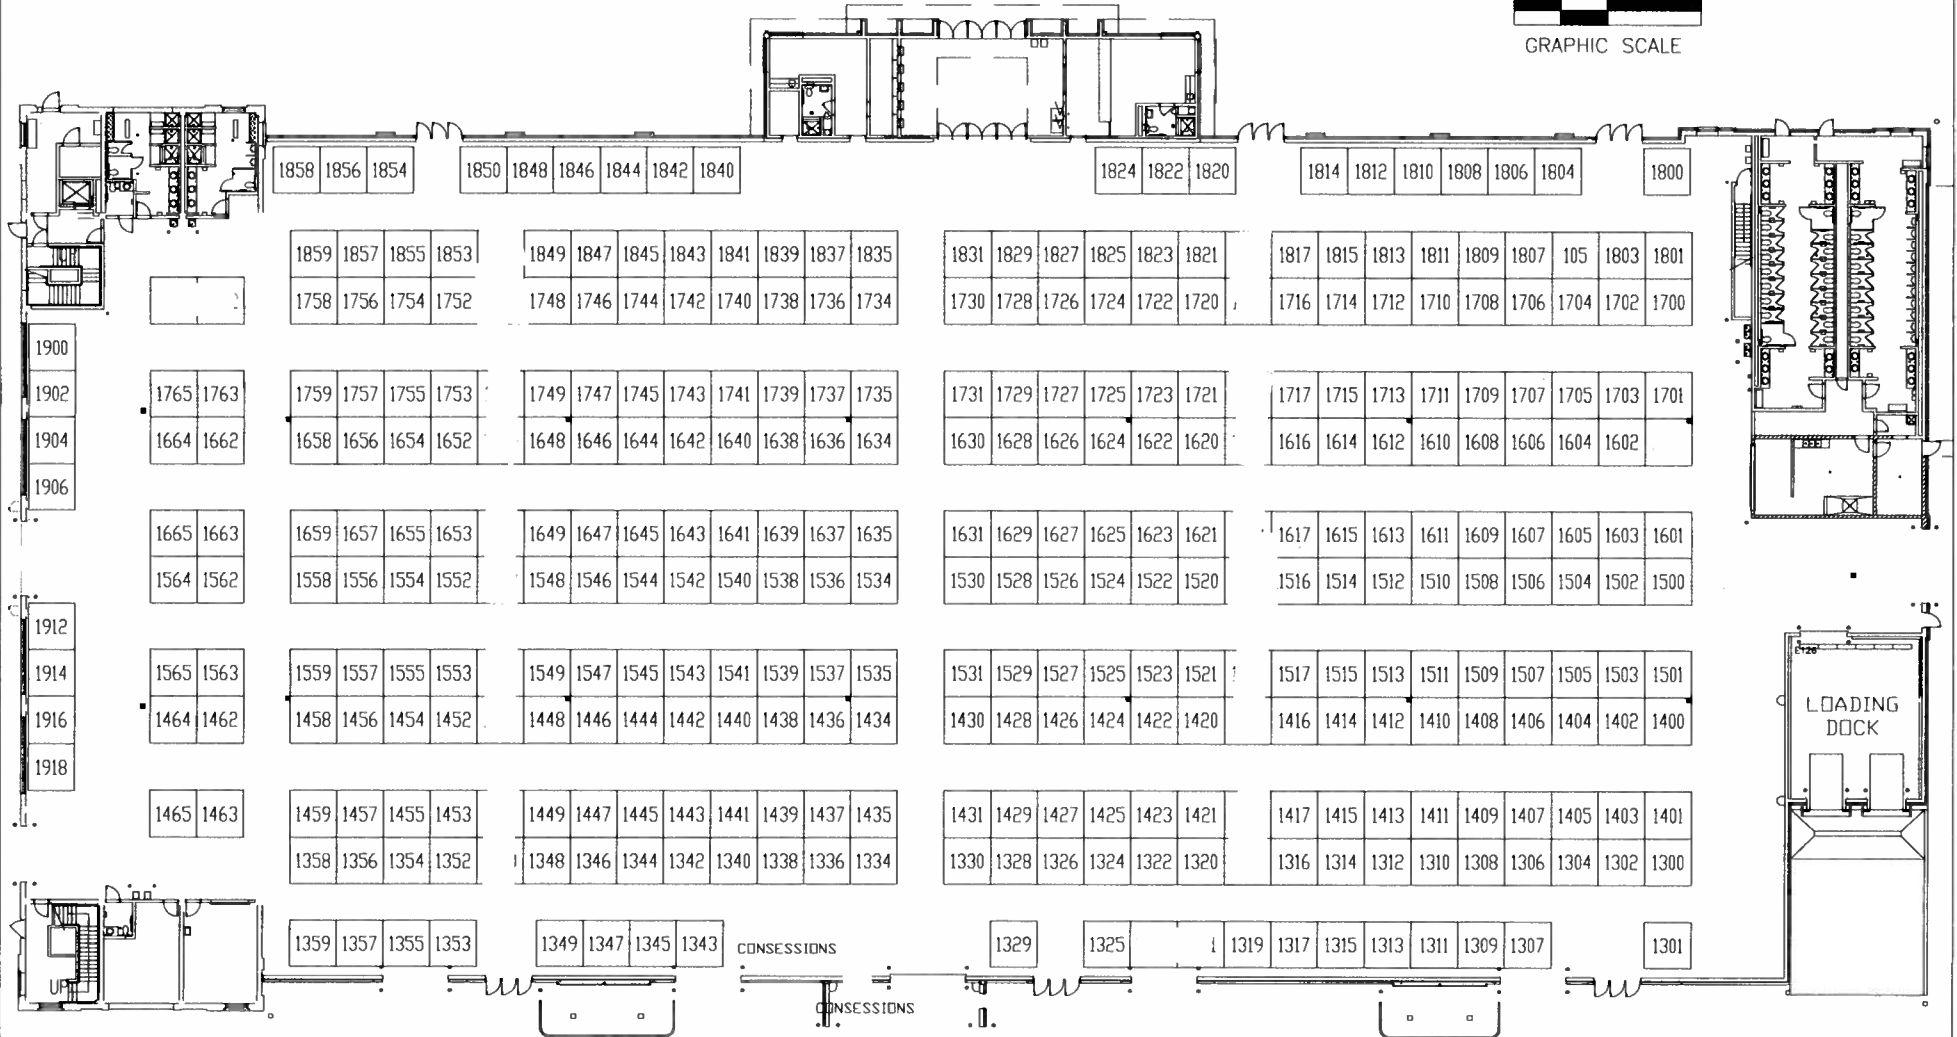 GRAPHIC SCALE
1858 1856 1854 1850 1848 1846 1844 1842 1840 1824 1822 1820 1814 1812 1810 1808 1806 1804 1800
1859 1857 1855 1853 1849 1847 1845 1843 1841 1839 1837 1835 1831 1829 1827 1825 1823 1821 1817 1815 1813 1811 1809 1807 105 1803 1801
1758 1756 1754 1752 1748 1746 1744 1742 1740 1738 1736 1734 1730 1728 1726 1724 1722 1720 1716 1714 1712 1710 1708 1706 1704 1702 1700
1900
1902 1765 1763 1759 1757 1755 1753 1749 1747 1745 1743 1741 1739 1737 1735 1731 1729 1727 1725 1723 1721 1717 1715 1713 1711 1709 1707 1705 1703 1701
1904 1664 1662 1658 1656 1654 1652 1648 1646 1644 1642 1640 1638 1636 1634 1630 1628 1626 1624 1622 1620 1616 1614 1612 1610 1608 1606 1604 1602
1906
1665 1663 1659 1657 1655 1653 1649 1647 1645 1643 1641 1639 1637 1635 1631 1629 1627 1625 1623 1621 1617 1615 1613 1611 1609 1607 1605 1603 1601
1564 1562 1558 1556 1554 1552 1548 1546 1544 1542 1540 1538 1536 1534 1530 1528 1526 1524 1522 1520 1516 1514 1512 1510 1508 1506 1504 1502 1500
1912
E126
1914 1565 1563 1559 1557 1555 1553 1549 1547 1545 1543 1541 1539 1537 1535 1531 1529 1527 1525 1523 1521 1517 1515 1513 1511 1509 1507 1505 1503 1501
1916 1464 1462 1458 1456 1454 1452 1448 1446 1444 1442 1440 1438 1436 1434 1430 1428 1426 1424 1422 1420 1416 1414 1412 1410 1408 1406 1404 1402 1400
LOADING
DOCK
1918
1465 1463 1459 1457 1455 1453 1449 1447 1445 1443 1441 1439 1437 1435 1431 1429 1427 1425 1423 1421 1417 1415 1413 1411 1409 1407 1405 1403 1401
1358 1356 1354 1352 1348 1346 1344 1342 1340 1338 1336 1334 1330 1328 1326 1324 1322 1320 1316 1314 1312 1310 1308 1306 1304 1302 1300
1359 1357 1355 1353 1349 1347 1345 1343 CONSESSIONS 1329 1325 1319 1317 1315 1313 1311 1309 1307 1301
UP
CONSESSIONS